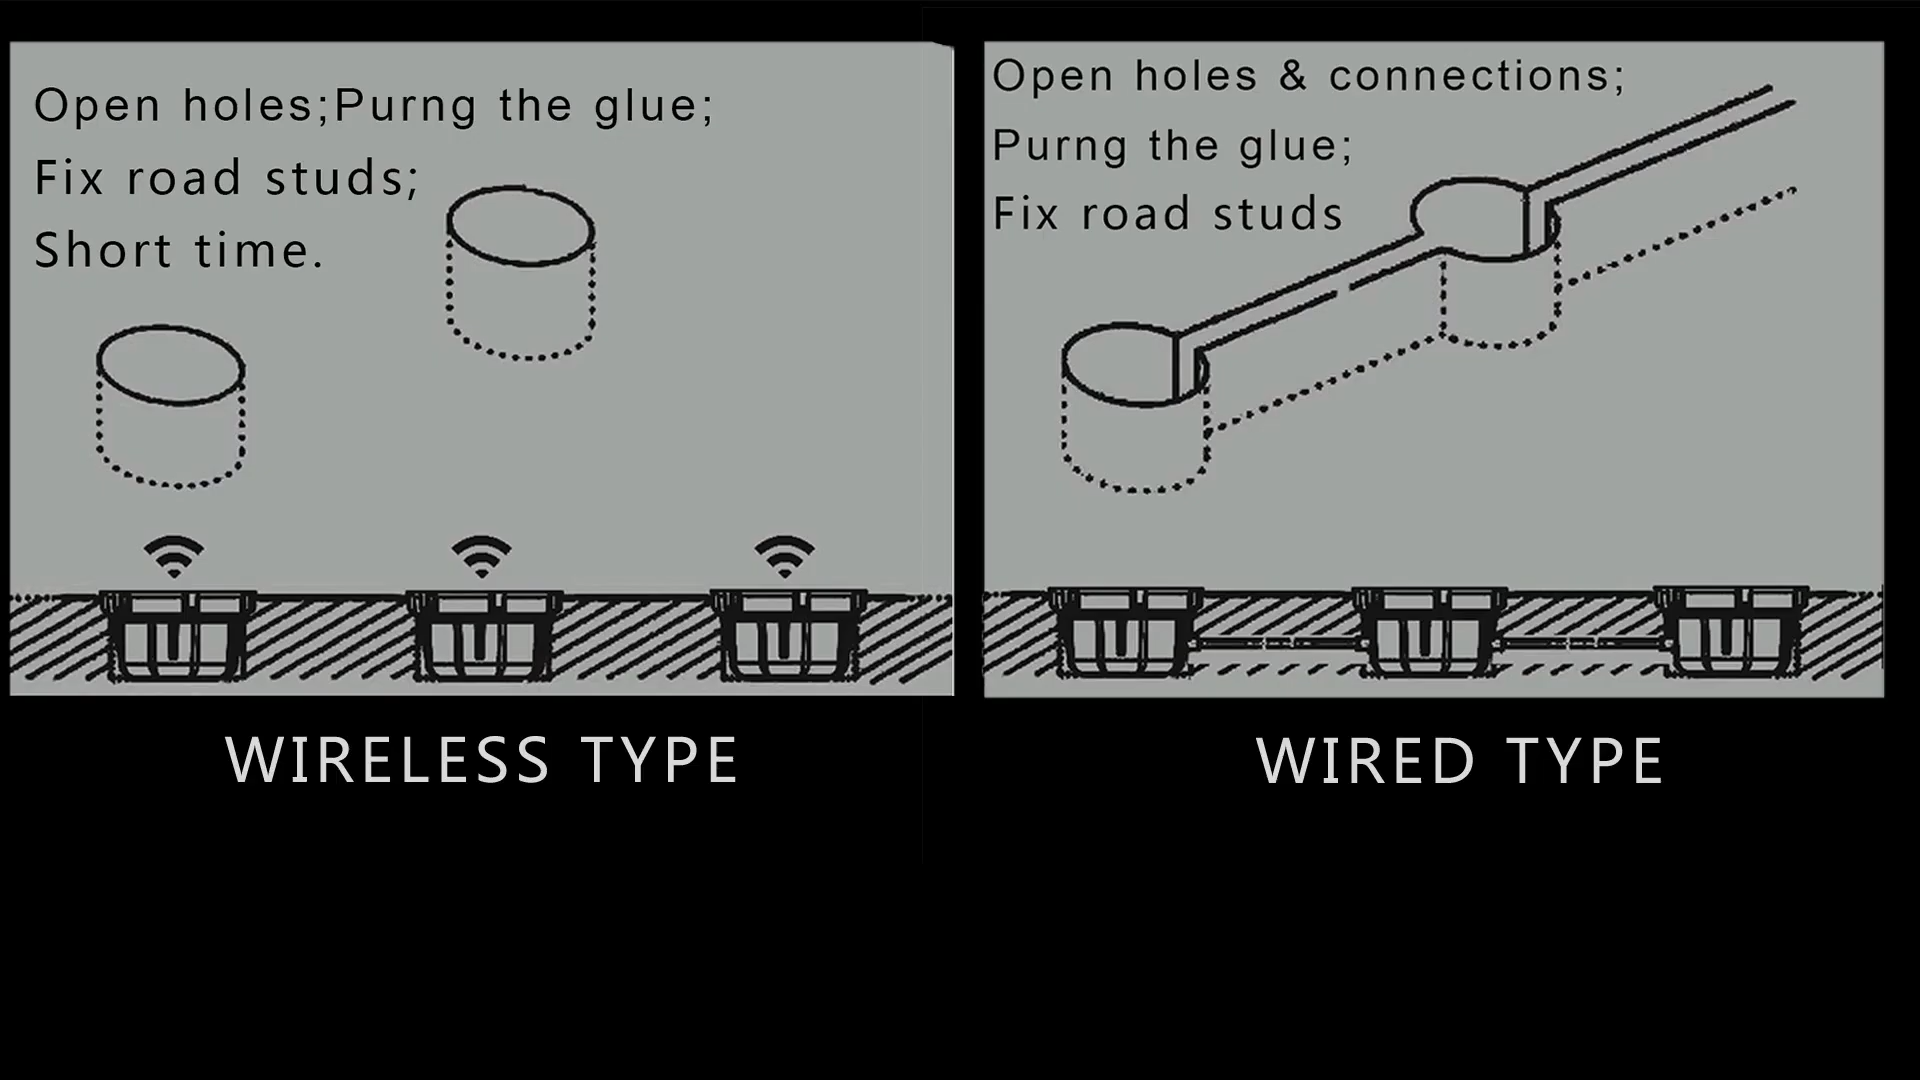 Open holes;Purng the glue;
Fix road studs;
Short time.
WIRELESS TYPE
Open holes & connections;
Purng the glue;
Fix road studs
WIRED TYPE